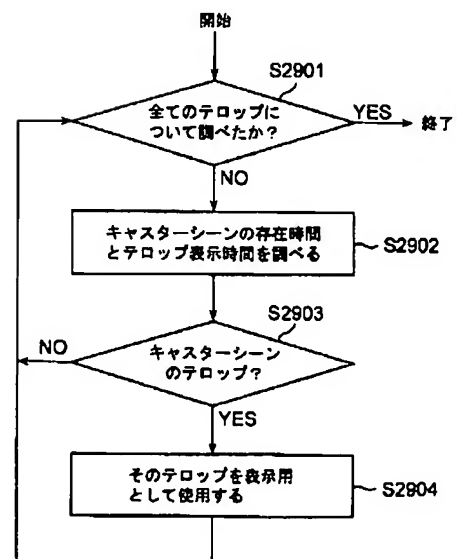 開始
S2901
全てのテロップに
ついて調べたか？
YES
終了
NO
キャスターシーンの存在時間
とテロップ表示時間を調べる
S2902
S2903
NO
キャスターシーン
のテロップ？
YES
そのテロップを表示用
として使用する
S2904